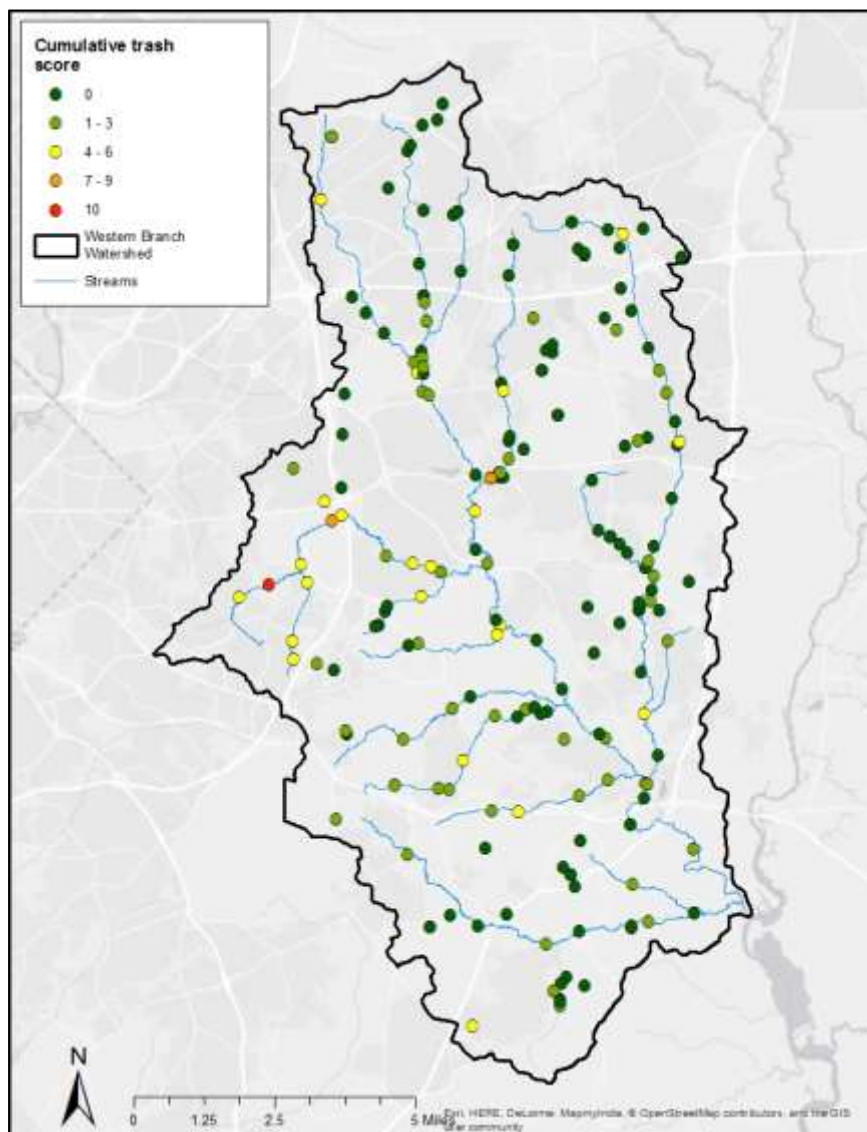 Cumulative trash
score
0
1 - 3
4 - 6
7 - 9
10
Western Branch
Watershed
Streams
N
0 1.25 2.5 5 Miles
Esri, HERE, DeLorme, MapmyIndia, © OpenStreetMap contributors, and the GIS
user community